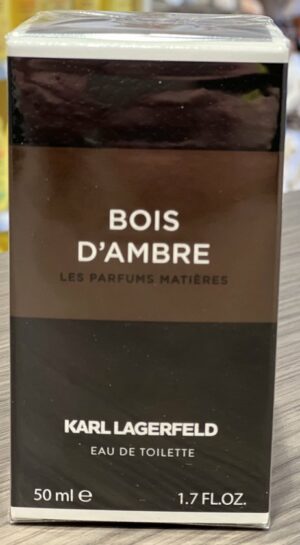 BOIS
D'AMBRE
LES PARFUMS MATIÈRES
KARL LAGERFELD
EAU DE TOILETTE
50 ml ℮ 1.7 FL.OZ.